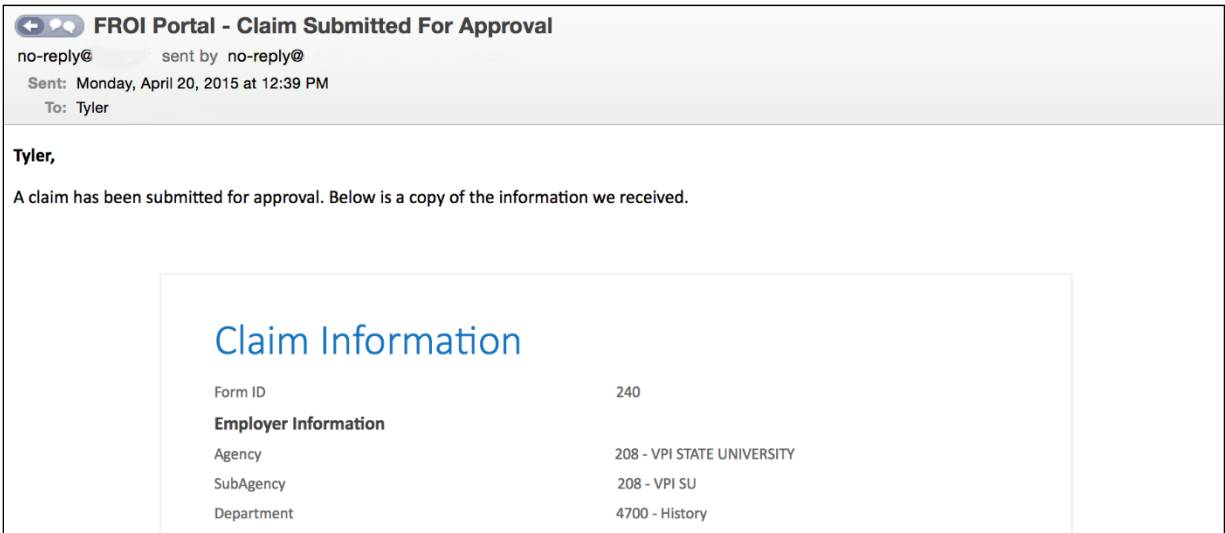 FROI Portal - Claim Submitted For Approval
no-reply@ sent by no-reply@
Sent: Monday, April 20, 2015 at 12:39 PM
To: Tyler
Tyler,
A claim has been submitted for approval. Below is a copy of the information we received.
Claim Information
Form ID 240
Employer Information
Agency 208 - VPI STATE UNIVERSITY
SubAgency 208 - VPI SU
Department 4700 - History